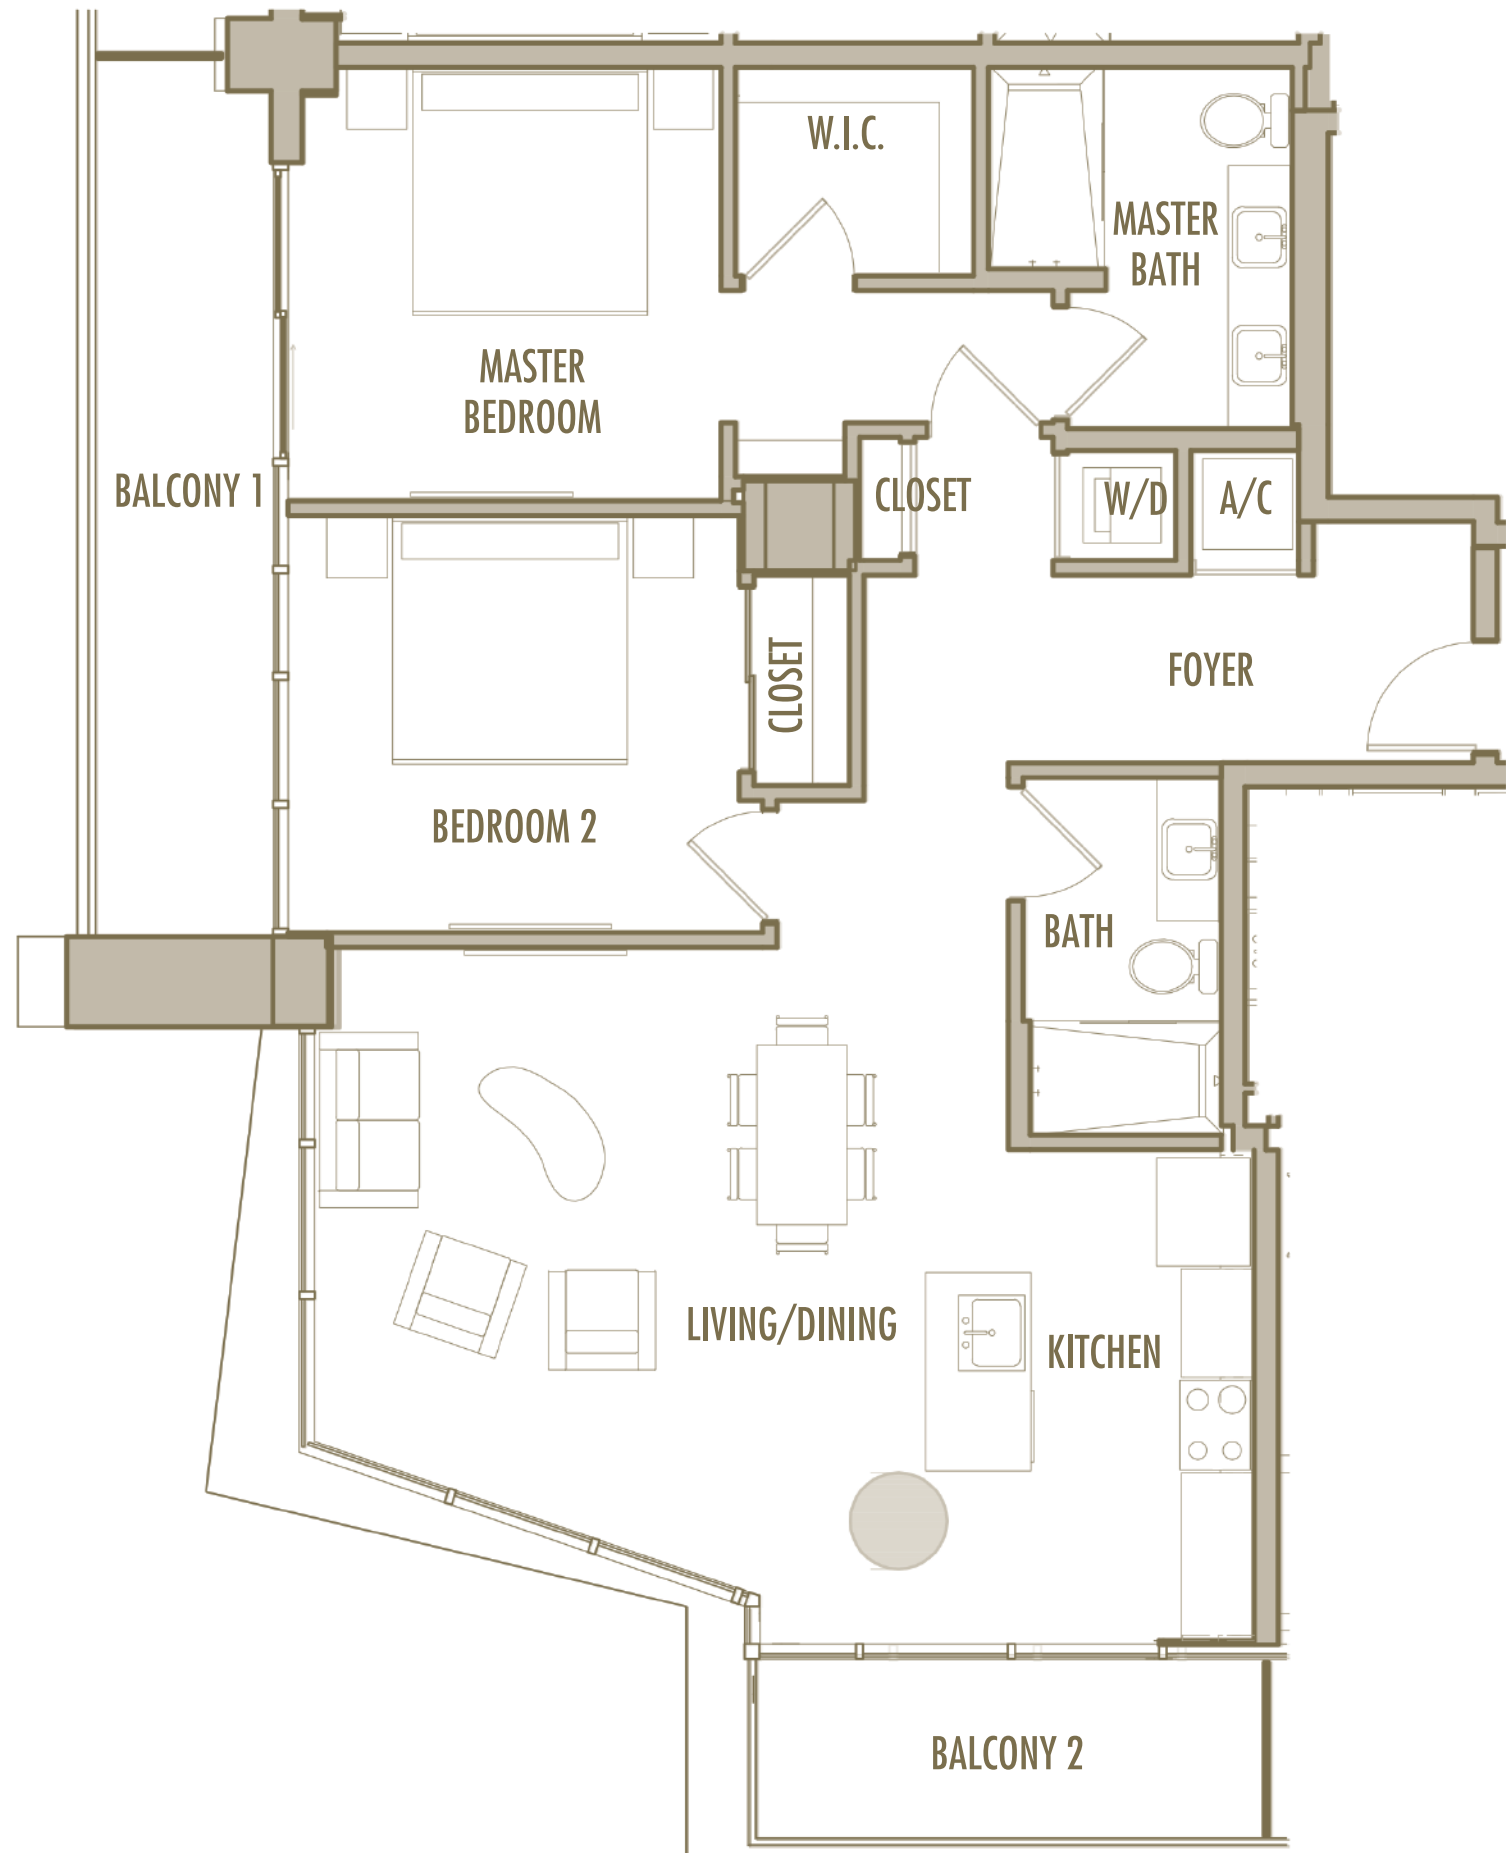 W.I.C.
MASTER
BATH
MASTER
BEDROOM
BALCONY 1
CLOSET
W/D
A/C
CLOSET
FOYER
BEDROOM 2
BATH
LIVING/DINING
KITCHEN
BALCONY 2